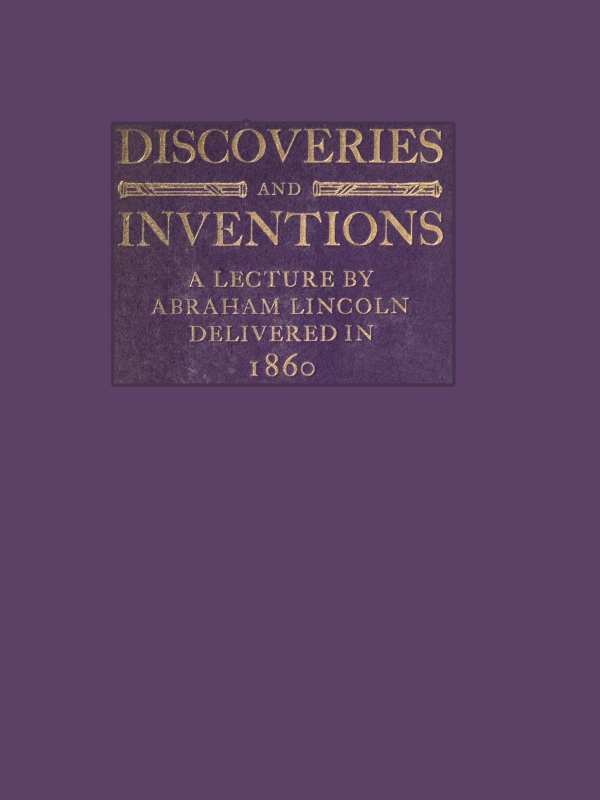 DISCOVERIES
AND
INVENTIONS
A LECTURE BY
ABRAHAM LINCOLN
DELIVERED IN
1860